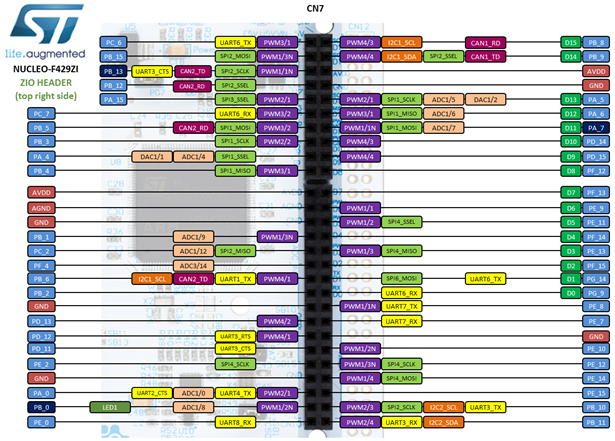 CN7
ST
life.augmented
NUCLEO-F429ZI
ZIO HEADER
(top right side)
PC_6 UART6_TX PWM3/1 PWM4/3 I2C1_SCL CAN1_RD D15 PB_8
PB_15 SPI2_MOSI PWM1/3N PWM4/4 I2C1_SDA SPI2_SSEL CAN1_TD D14 PB_9
PB_13 UART3_CTS CAN2_TD SPI2_SCLK PWM1/1N AVDD
PB_12 CAN2_RD SPI2_SSEL GND
PA_15 SPI3_SSEL PWM2/1 PWM2/1 SPI1_SCLK ADC1/5 DAC1/2 D13 PA_5
PC_7 UART6_RX PWM3/2 PWM3/1 SPI1_MISO ADC1/6 D12 PA_6
PB_5 CAN2_RD SPI1_MOSI PWM3/2 PWM1/1N SPI1_MOSI ADC1/7 D11 PA_7
PB_3 SPI1_SCLK PWM2/2 PWM4/3 D10 PD_14
PA_4 DAC1/1 ADC1/4 SPI1_SSEL PWM4/4 D9 PD_15
PB_4 SPI1_MISO PWM3/1 D8 PF_12
AVDD D7 PF_13
AGND PWM1/1 D6 PE_9
GND PWM1/2 SPI4_SSEL D5 PE_11
PB_1 ADC1/9 PWM1/3N D4 PF_14
PC_2 ADC1/12 SPI2_MISO PWM1/3 SPI4_MISO D3 PE_13
PF_4 ADC3/14 D2 PF_15
PB_6 I2C1_SCL CAN2_TD UART1_TX PWM4/1 SPI6_MOSI UART6_TX D1 PG_14
PB_2 UART6_RX D0 PG_9
GND PWM1/1N UART7_TX PE_8
PD_13 PWM4/2 UART7_RX PE_7
PD_12 UART3_RTS PWM4/1 GND
PD_11 UART3_CTS PWM1/2N PE_10
PE_2 SPI4_SCLK PWM1/3N SPI4_SCLK PE_12
GND PWM1/4 SPI4_MOSI PE_14
PA_0 UART2_CTS ADC1/0 UART4_TX PWM2/1 PE_15
PB_0 LED1 ADC1/8 PWM1/2N PWM2/3 SPI2_SCLK I2C2_SCL UART3_TX PB_10
PE_0 UART8_RX PWM2/4 UART3_RX I2C2_SDA PB_11